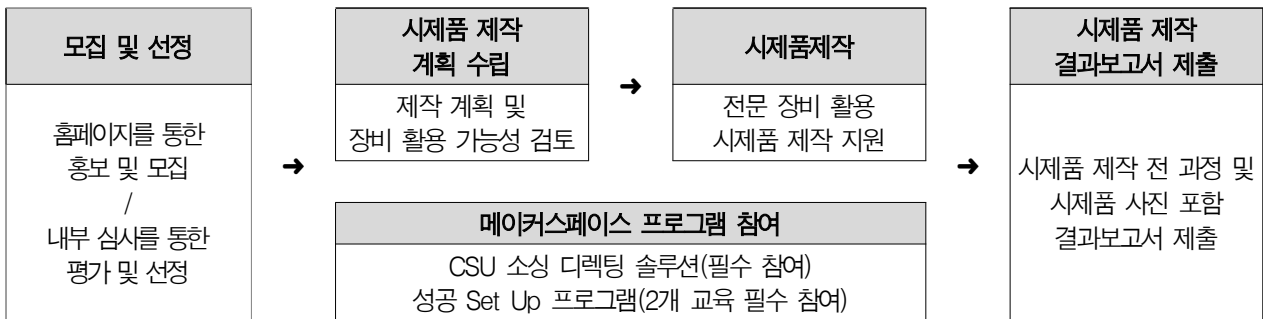 모집 및 선정
홈페이지를 통한
홍보 및 모집
/
내부 심사를 통한
평가 및 선정
➜
시제품 제작
계획 수립
제작 계획 및
장비 활용 가능성 검토
➜
시제품제작
전문 장비 활용
시제품 제작 지원
메이커스페이스 프로그램 참여
CSU 소싱 디렉팅 솔루션(필수 참여)
성공 Set Up 프로그램(2개 교육 필수 참여)
➜
시제품 제작
결과보고서 제출
시제품 제작 전 과정 및
시제품 사진 포함
결과보고서 제출